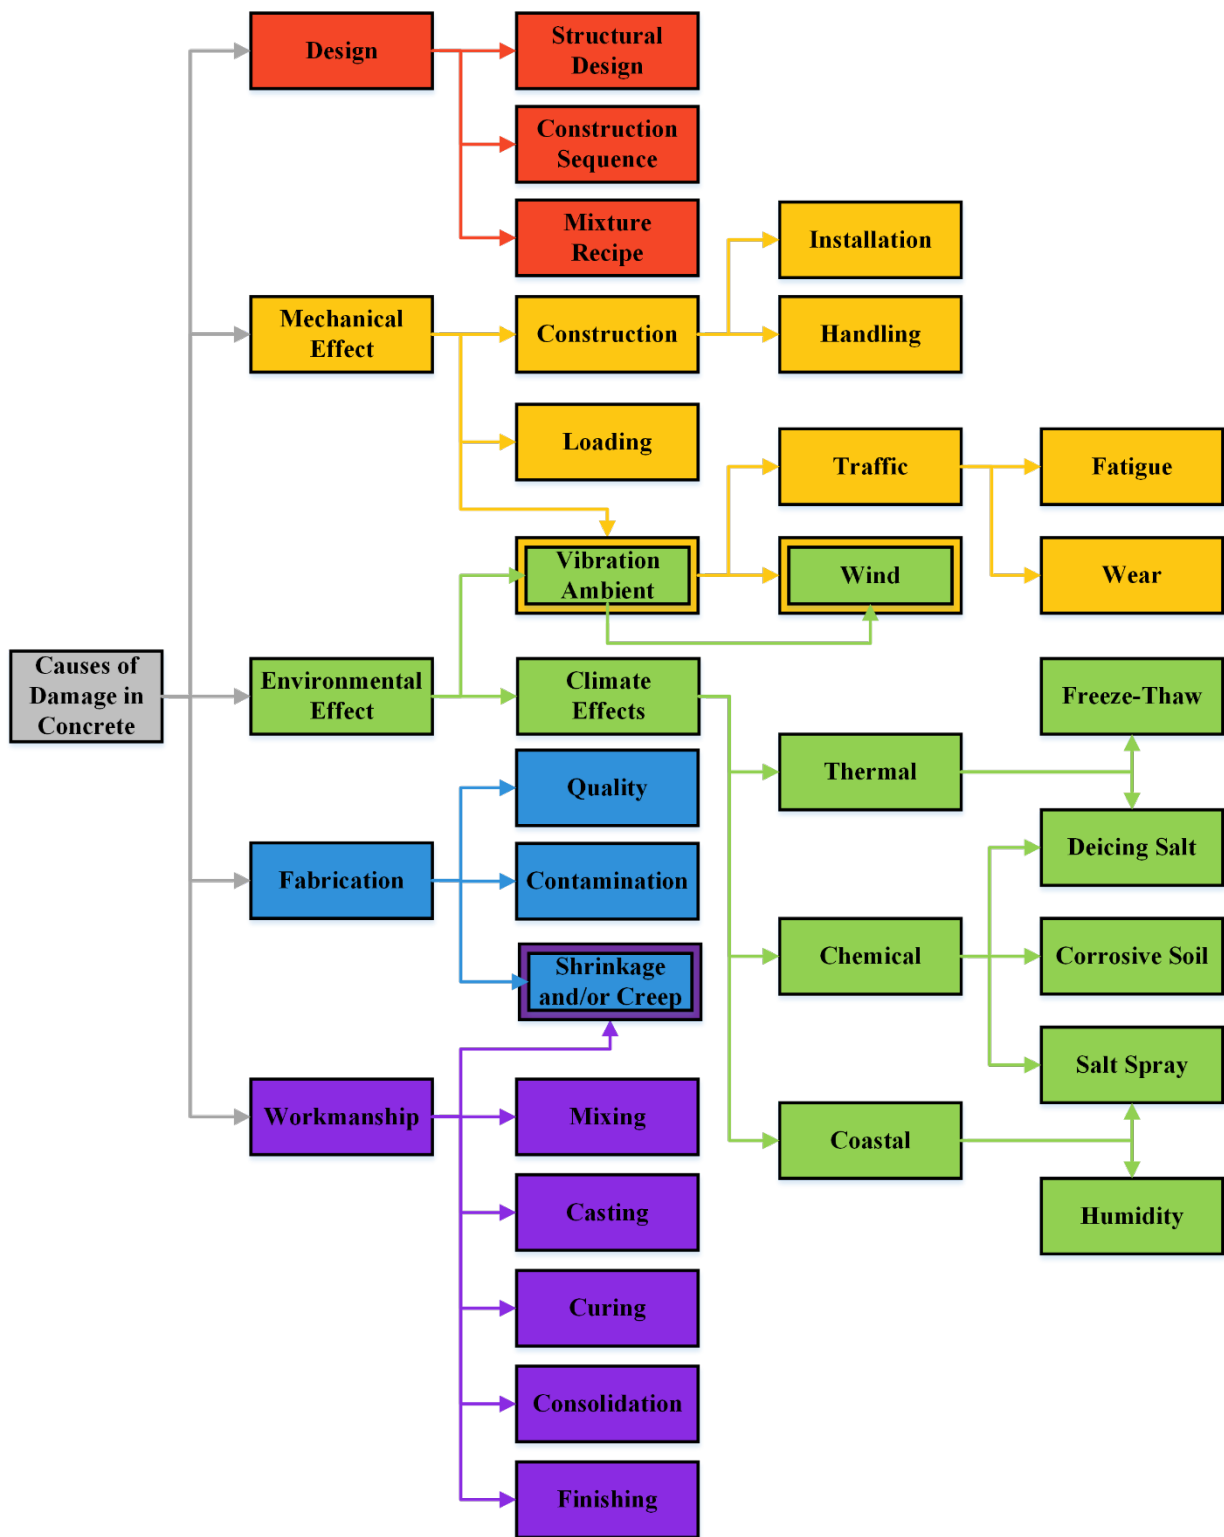 Design
Structural
Design
Construction
Sequence
Mixture
Recipe
Installation
Mechanical
Effect
Construction
Handling
Loading
Traffic
Fatigue
Vibration
Ambient
Wind
Wear
Causes of
Damage in
Concrete
Environmental
Effect
Climate
Effects
Freeze-Thaw
Thermal
Quality
Deicing Salt
Fabrication
Contamination
Chemical
Corrosive Soil
Shrinkage
and/or Creep
Salt Spray
Workmanship
Mixing
Coastal
Casting
Humidity
Curing
Consolidation
Finishing